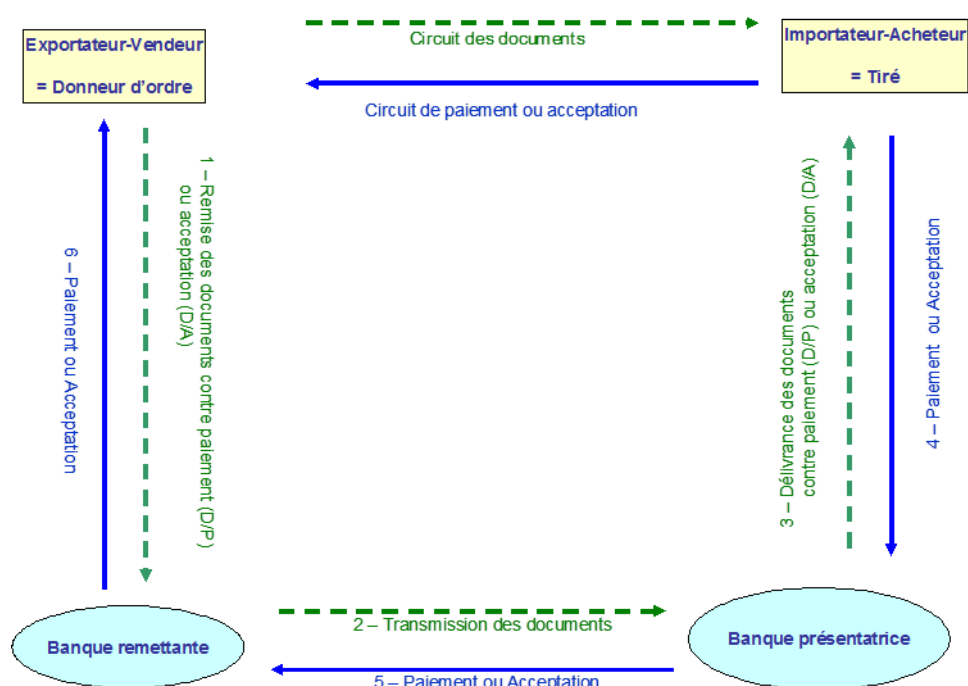 Exportateur-Vendeur
= Donneur d'ordre
Circuit des documents
Circuit de paiement ou acceptation
Importateur-Acheteur
= Tiré
6 – Paiement ou Acceptation
1 – Remise des documents contre paiement (D/P)
ou acceptation (D/A)
3 – Délivrance des documents
contre paiement (D/P) ou acceptation (D/A)
4 – Paiement ou Acceptation
Banque remettante
2 – Transmission des documents
5 – Paiement ou Acceptation
Banque présentatrice